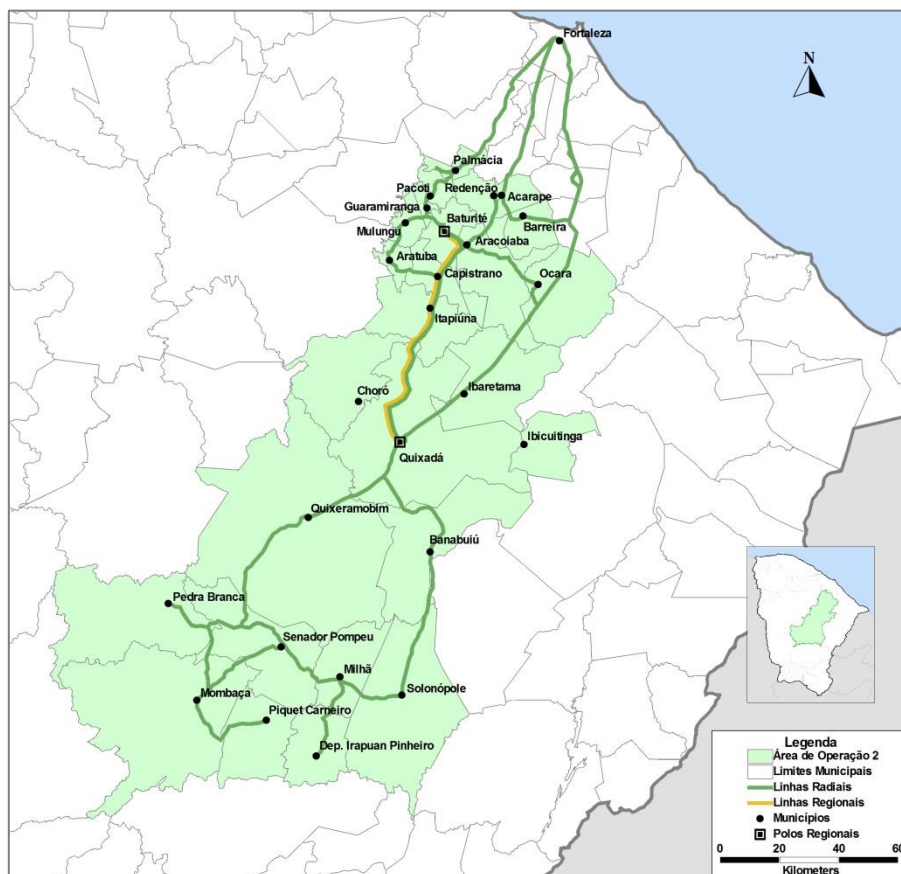 Fortaleza
N
Palmácia
Pacoti
Redenção
Acarape
Guaramiranga
Baturité
Barreira
Mulungu
Aracoiaba
Aratuba
Capistrano
Ocara
Itapiúna
Choró
Ibaretama
Ibicuitinga
Quixadá
Quixeramobim
Banabuiú
Pedra Branca
Senador Pompeu
Milhã
Mombaça
Solonópole
Piquet Carneiro
Dep. Irapuan Pinheiro
Legenda
Área de Operação 2
Limites Municipais
Linhas Radiais
Linhas Regionais
Municípios
Polos Regionais
0 20 40 60
Kilometers